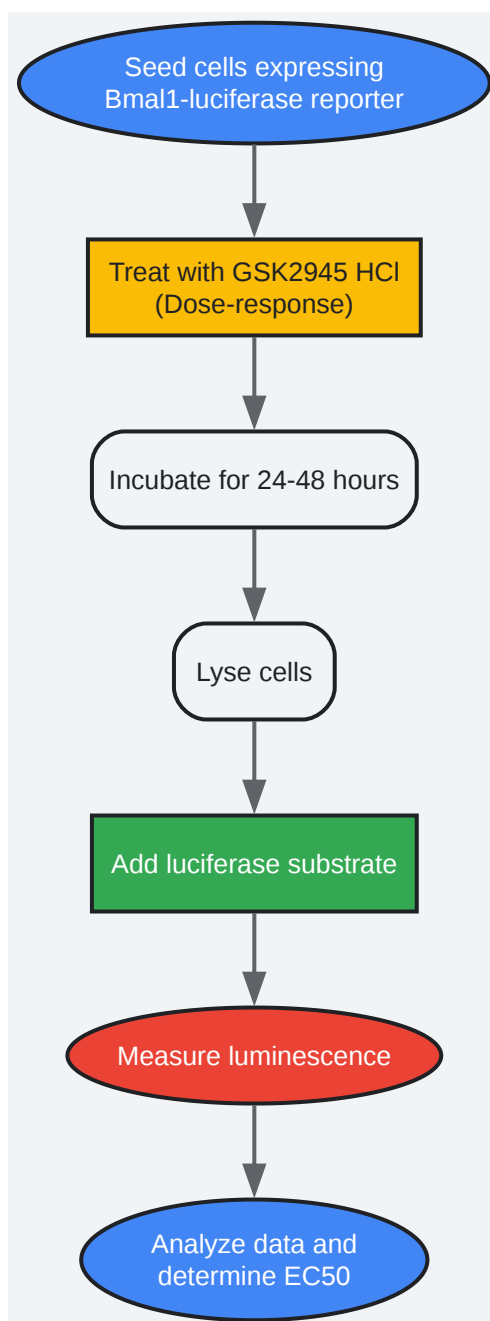 Seed cells expressing
Bmal1-luciferase reporter
Treat with GSK2945 HCl
(Dose-response)
Incubate for 24-48 hours
Lyse cells
Add luciferase substrate
Measure luminescence
Analyze data and
determine EC50